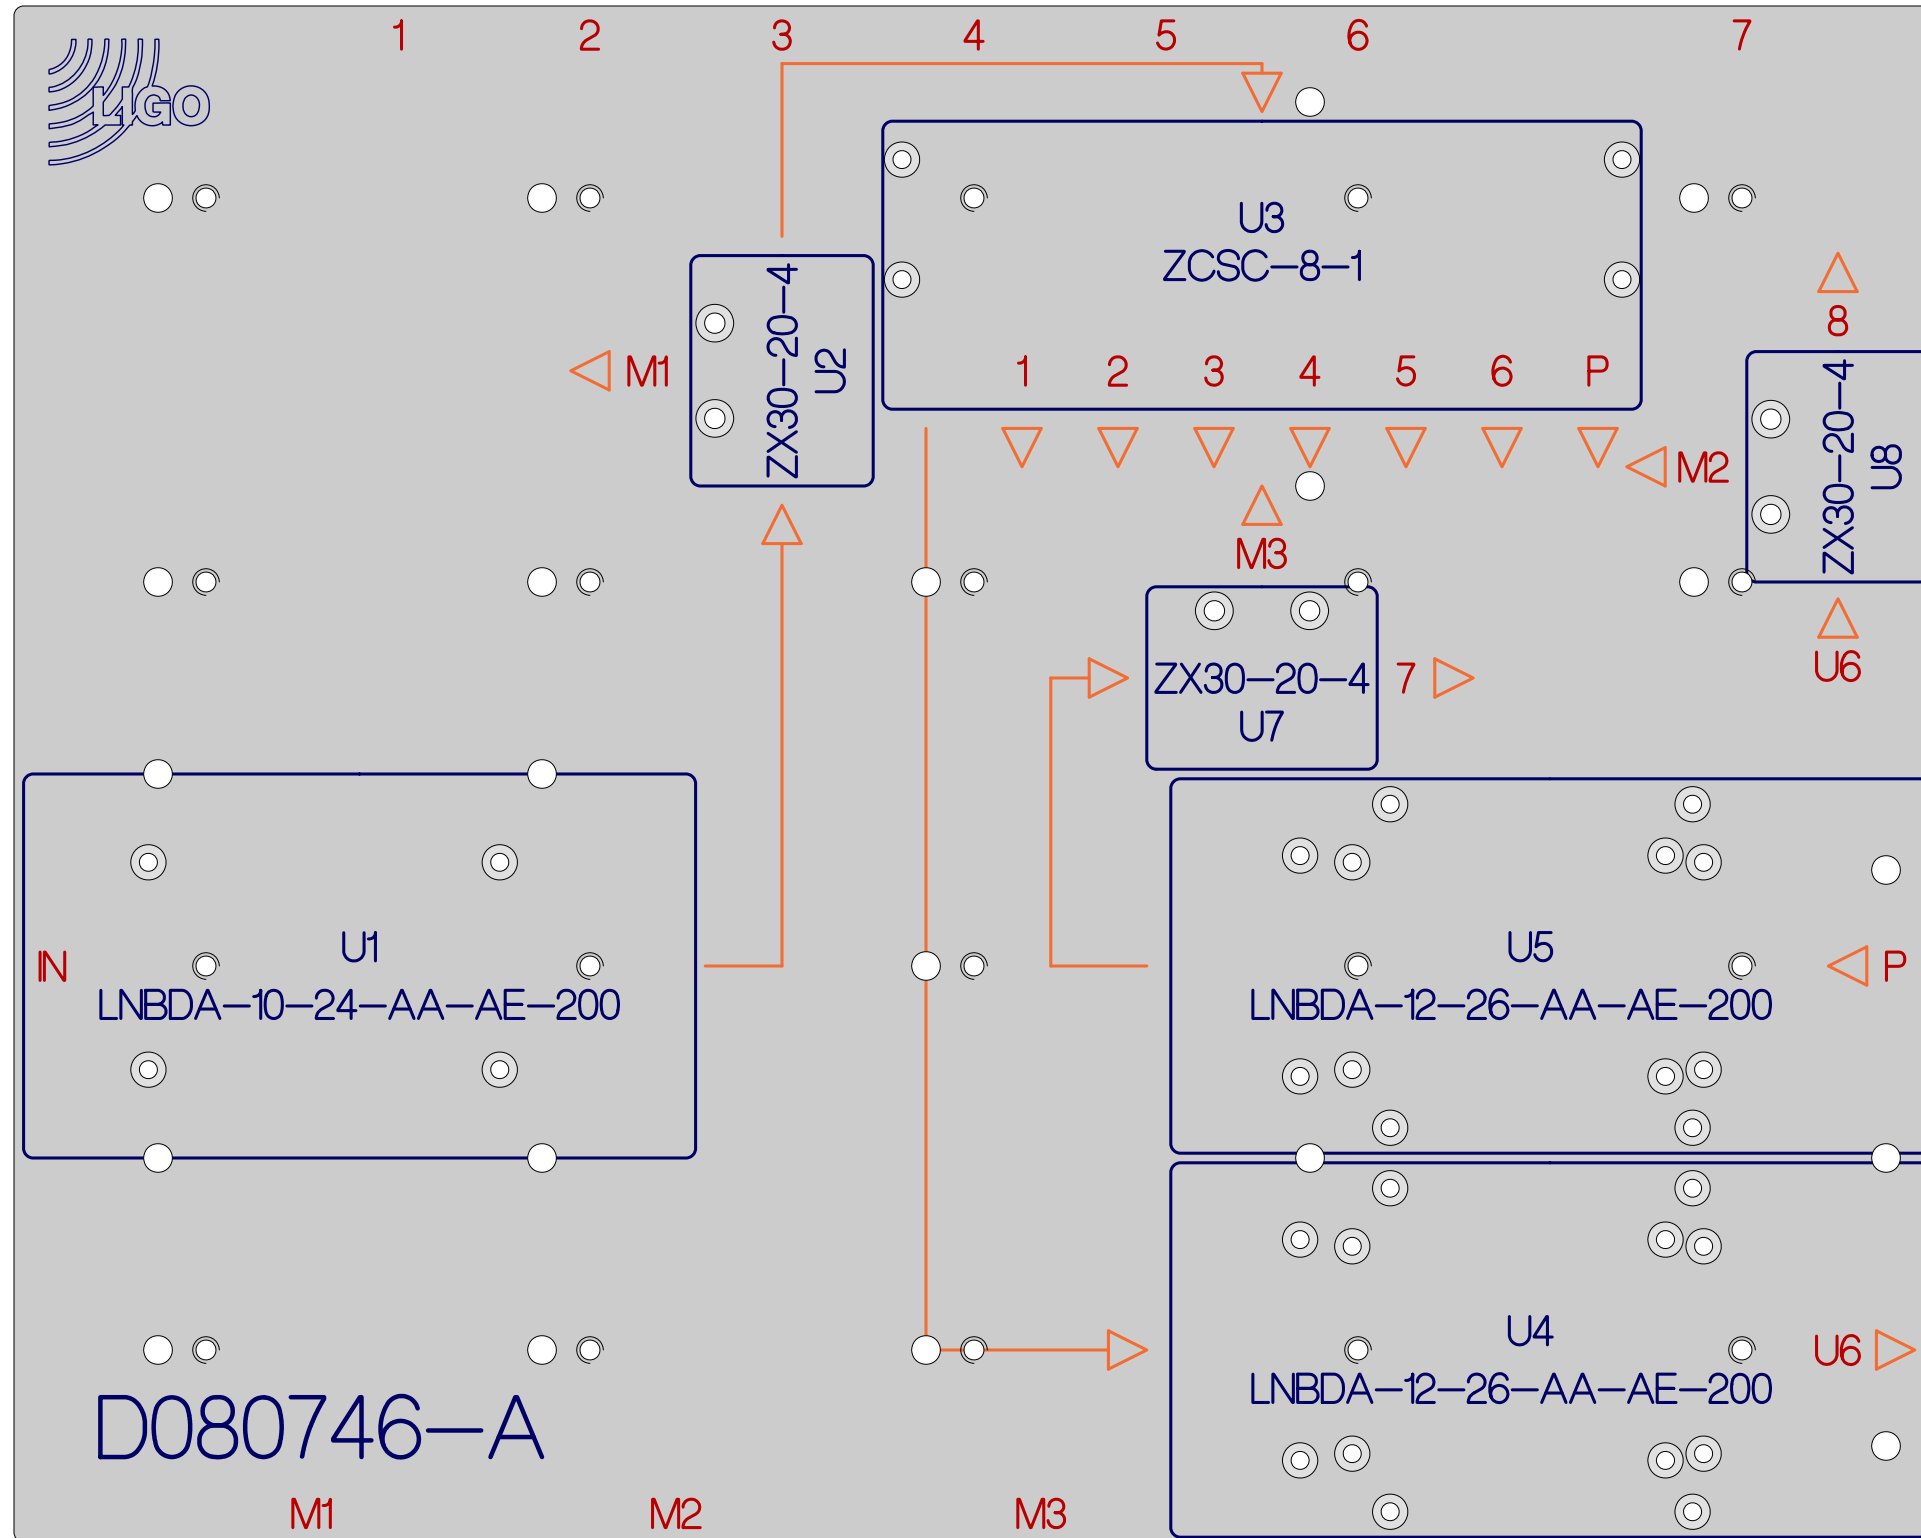 1 2 3 4 5 6 7
LIGO
U3
ZCSC-8-1
1 2 3 4 5 6 P
M1
ZX30-20-4
U2
8
ZX30-20-4
U8
M2
M3
U6
ZX30-20-4
U7
7
IN
U1
LNBDA-10-24-AA-AE-200
U5
LNBDA-12-26-AA-AE-200
P
U4
LNBDA-12-26-AA-AE-200
U6
D080746-A
M1 M2 M3